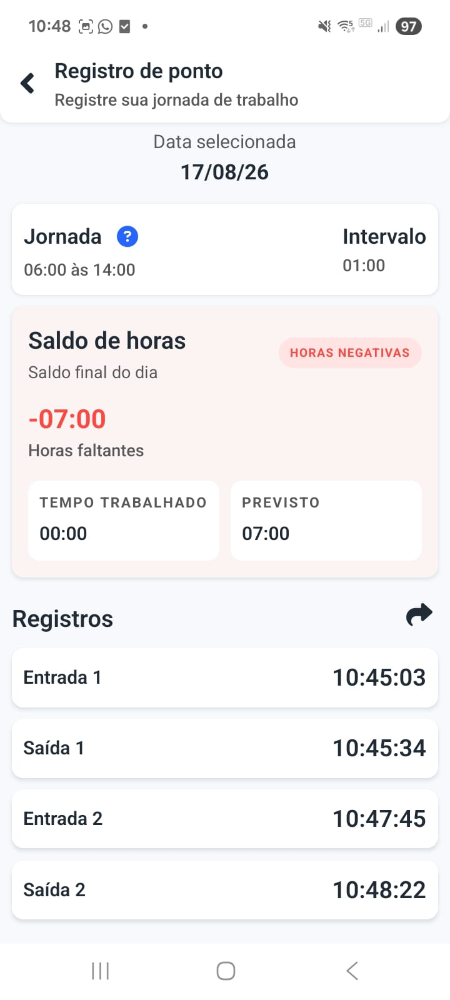 10:48
5G
97
Registro de ponto
Registre sua jornada de trabalho
Data selecionada
17/08/26
Jornada ? Intervalo
06:00 às 14:00 01:00
Saldo de horas
HORAS NEGATIVAS
Saldo final do dia
-07:00
Horas faltantes
TEMPO TRABALHADO PREVISTO
00:00 07:00
Registros
Entrada 1 10:45:03
Saída 1 10:45:34
Entrada 2 10:47:45
Saída 2 10:48:22